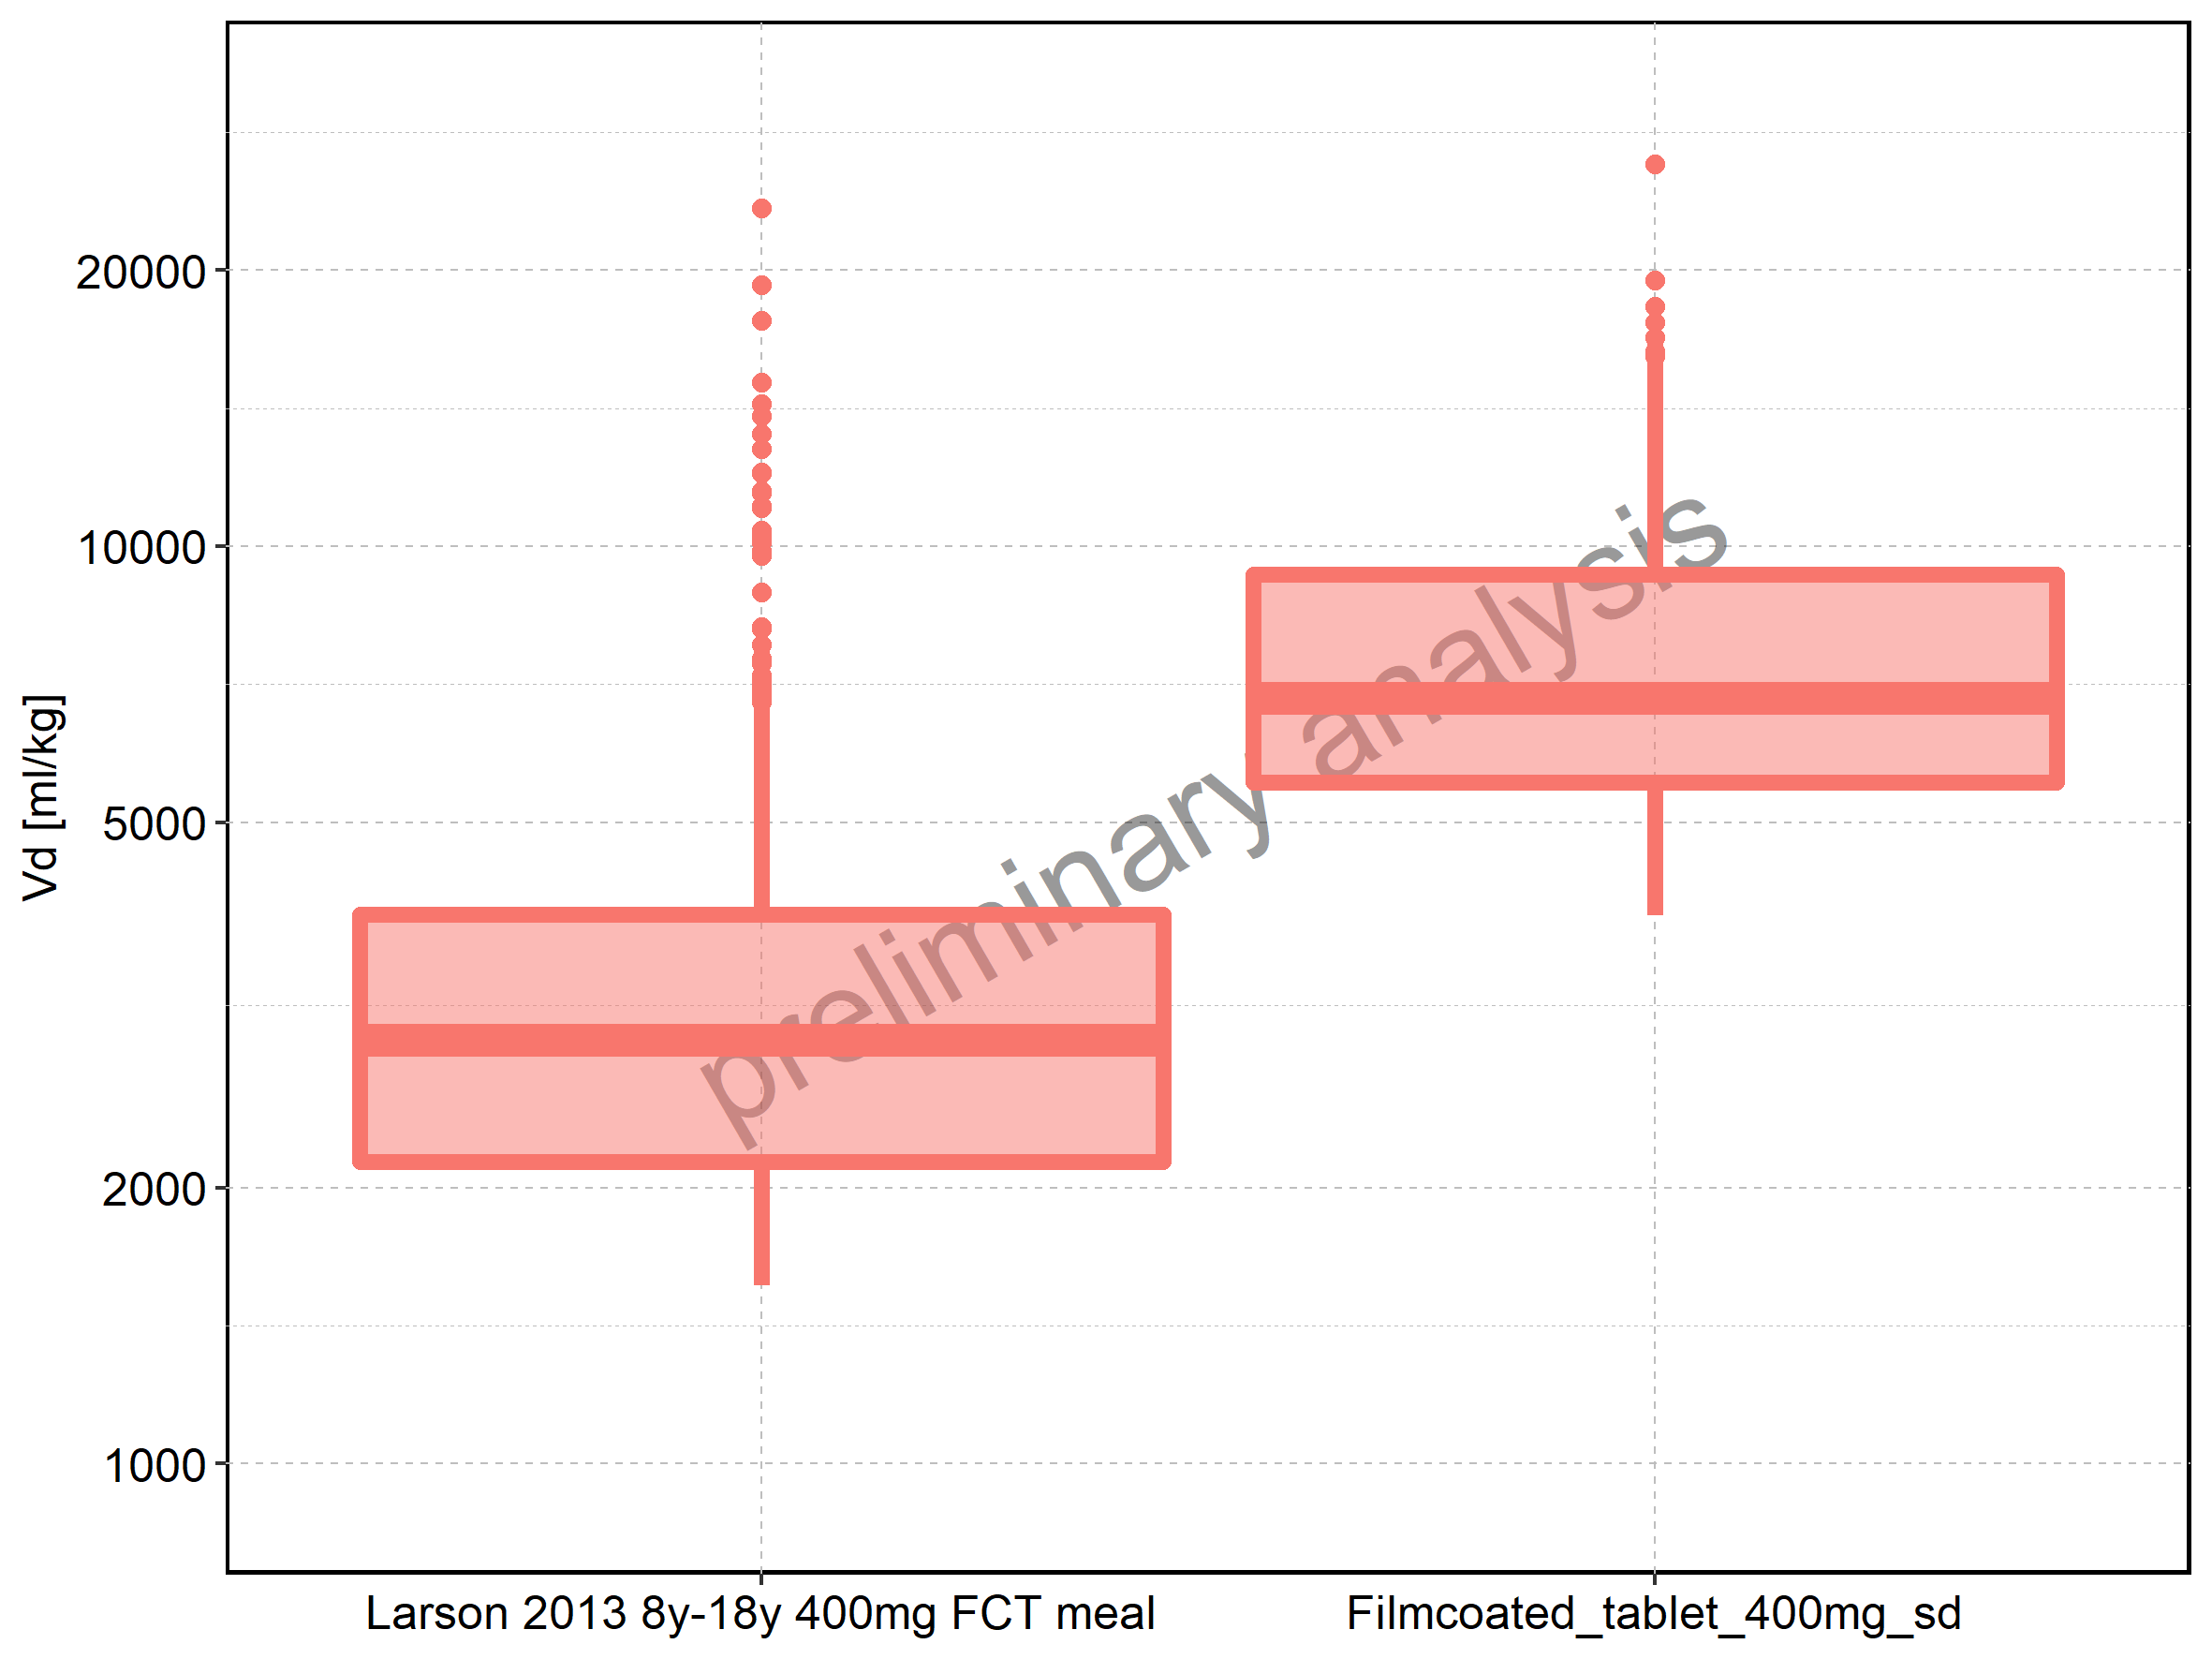 Vd [ml/kg]
20000
10000
5000
2000
1000
preliminary analysis
Larson 2013 8y-18y 400mg FCT meal
Filmcoated_tablet_400mg_sd